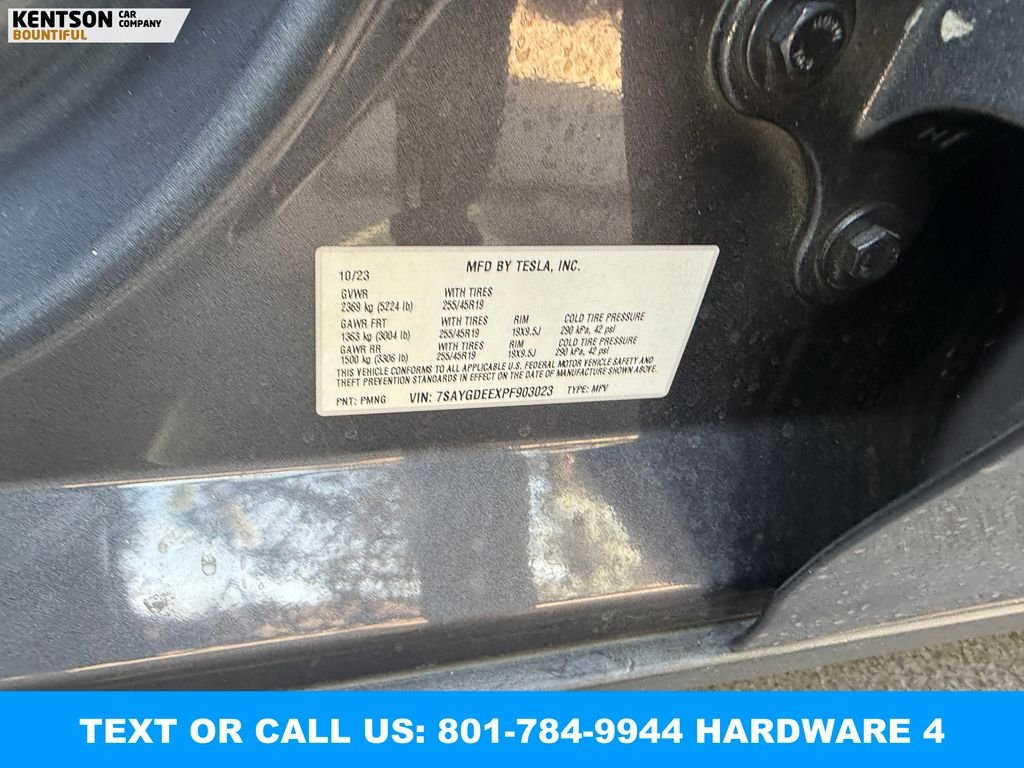 KENTSON CAR COMPANY
BOUNTIFUL
10/23 MFD BY TESLA, INC.
GVWR WITH TIRES
2369 kg (5224 lb) 255/45R19
GAWR FRT WITH TIRES RIM COLD TIRE PRESSURE
1363 kg (3004 lb) 255/45R19 19X9.5J 290 kPa, 42 psi
GAWR RR WITH TIRES RIM COLD TIRE PRESSURE
1500 kg (3306 lb) 255/45R19 19X9.5J 290 kPa, 42 psi
THIS VEHICLE CONFORMS TO ALL APPLICABLE U.S. FEDERAL MOTOR VEHICLE SAFETY AND
THEFT PREVENTION STANDARDS IN EFFECT ON THE DATE OF MANUFACTURE SHOWN ABOVE.
PNT: PMNG VIN: 7SAYGDEEXPF903023 TYPE: MPV
TEXT OR CALL US: 801-784-9944 HARDWARE 4